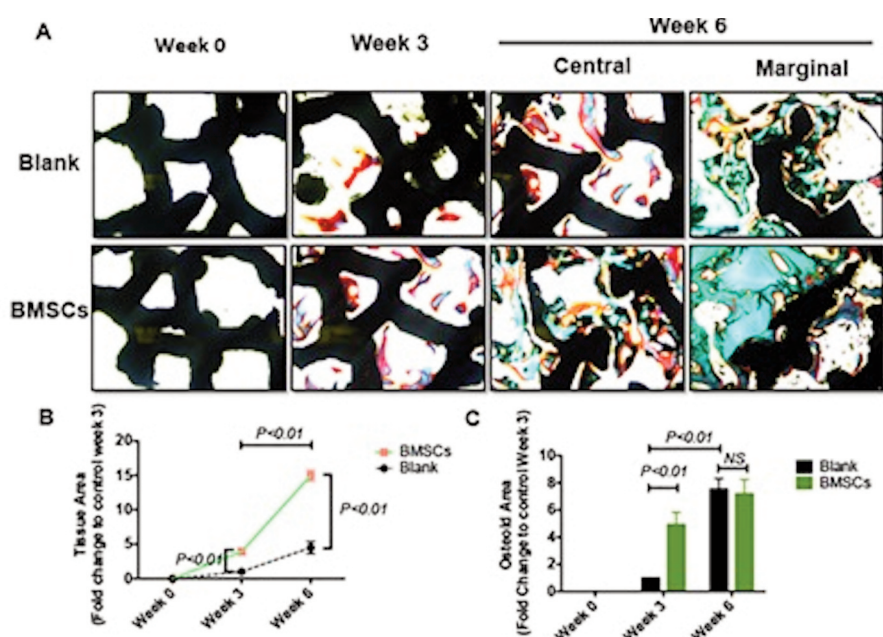 A
Week 0
Week 3
Week 6
Central
Marginal
Blank
BMSCs
B
Tissue Area
(Fold change to control week 3)
20
15
10
5
0
P<0.01
P<0.01
P<0.01
BMSCs
Blank
Week 0
Week 3
Week 6
C
Osteoid Area
(Fold Change to control Week 3)
10
8
6
4
2
0
P<0.01
P<0.01
NS
Blank
BMSCs
Week 0
Week 3
Week 6